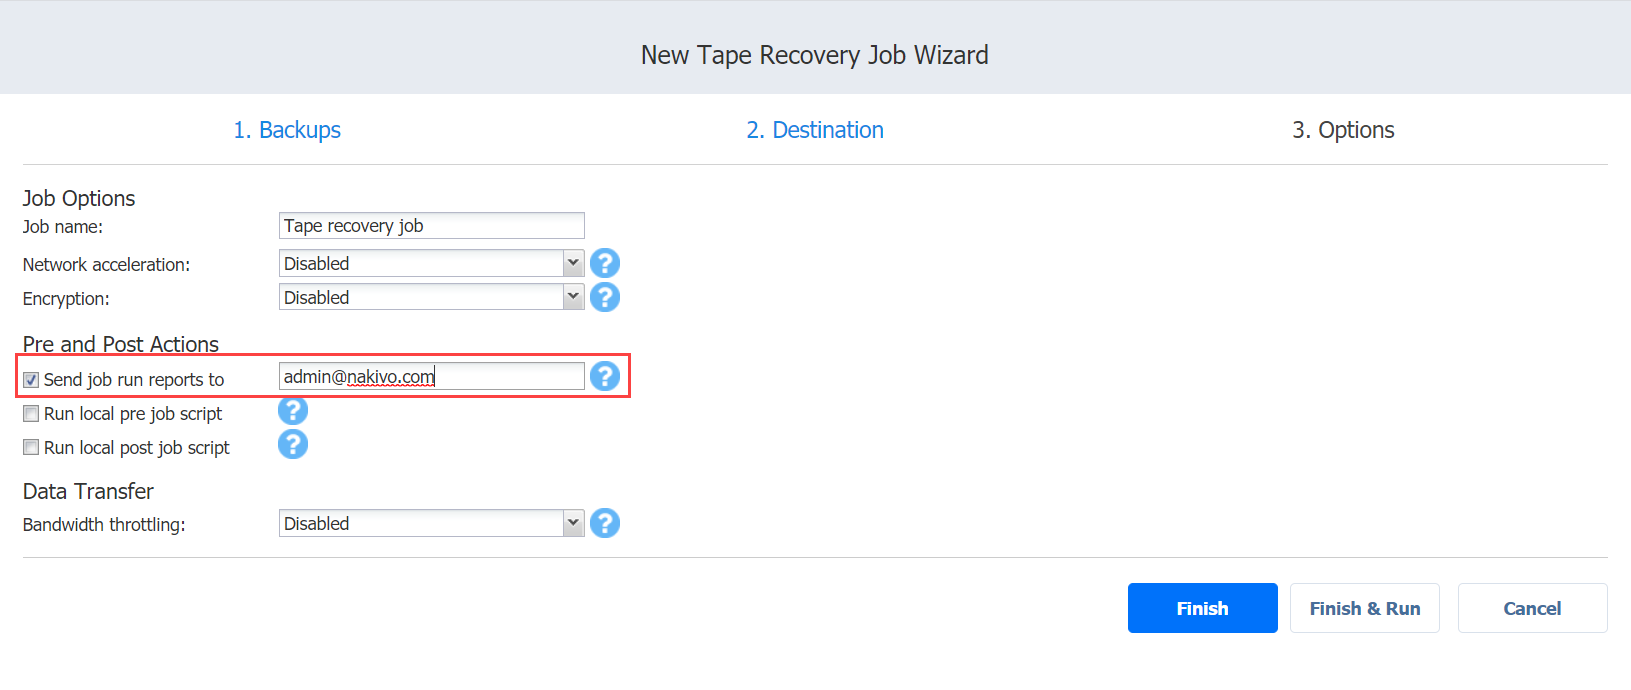 New Tape Recovery Job Wizard
1. Backups 2. Destination 3. Options
Job Options
Job name: Tape recovery job
Network acceleration: Disabled ?
Encryption: Disabled ?
Pre and Post Actions
Send job run reports to admin@nakivo.com ?
Run local pre job script ?
Run local post job script ?
Data Transfer
Bandwidth throttling: Disabled ?
Finish Finish & Run Cancel